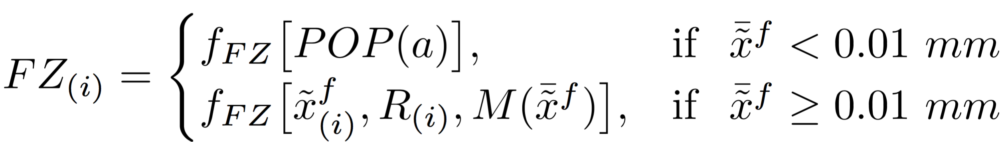 FZ_{(i)} = \begin{cases} f_{FZ}\left[POP(a)\right], & \text{if } \bar{\tilde{x}}^{f} < 0.01 \; mm \\ f_{FZ}\left[\tilde{x}^{f}_{(i)}, R_{(i)}, M(\bar{\tilde{x}}^{f})\right], & \text{if } \bar{\tilde{x}}^{f} \geq 0.01 \; mm \end{cases}